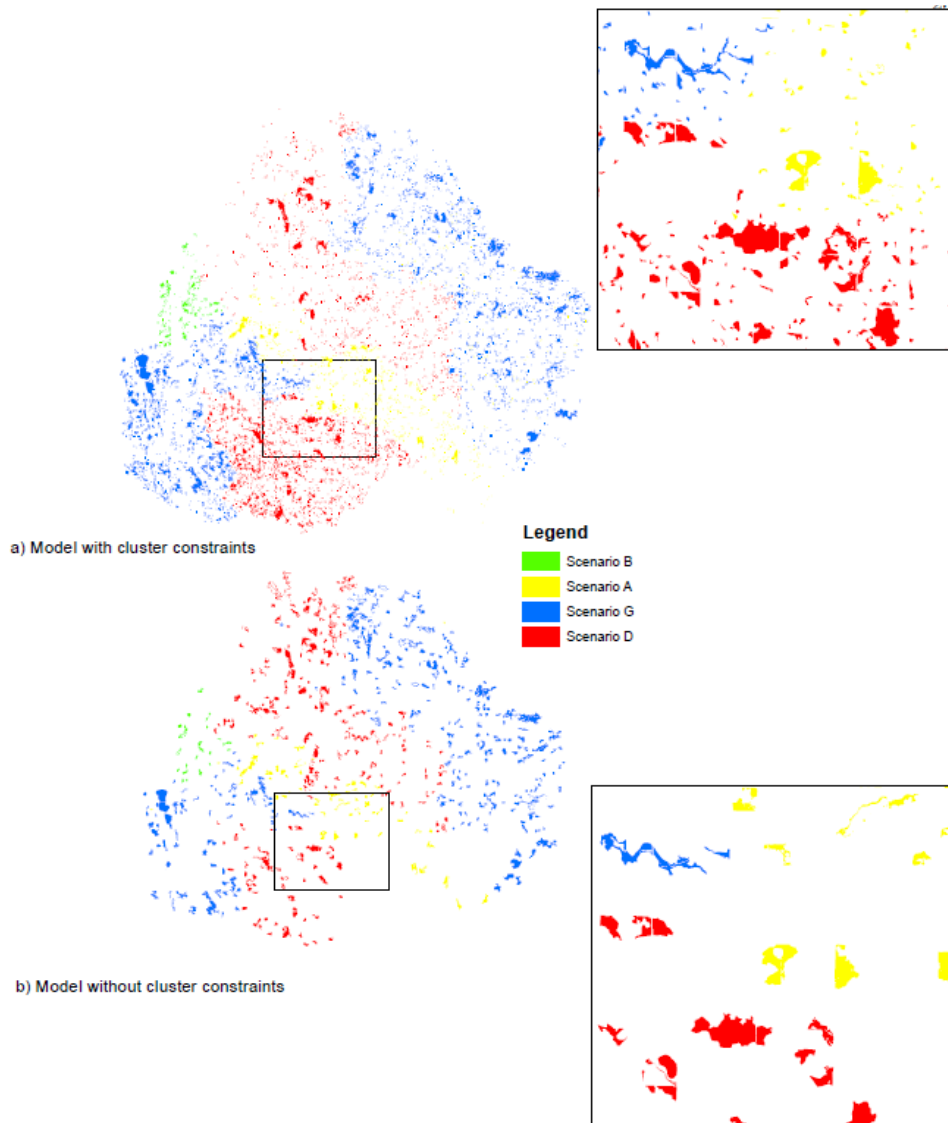 a) Model with cluster constraints
Legend
Scenario B
Scenario A
Scenario G
Scenario D
b) Model without cluster constraints